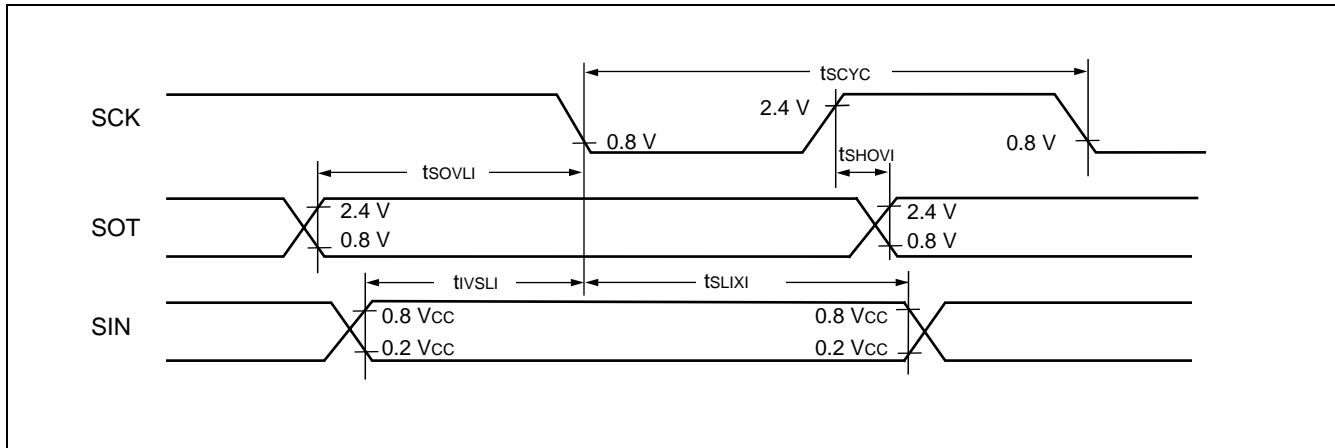 tSCYC
SCK
2.4 V
0.8 V
0.8 V
tSHOVI
tSOVLI
SOT
2.4 V
2.4 V
0.8 V
0.8 V
tIVSLI
tSLIXI
SIN
0.8 VCC
0.8 VCC
0.2 VCC
0.2 VCC